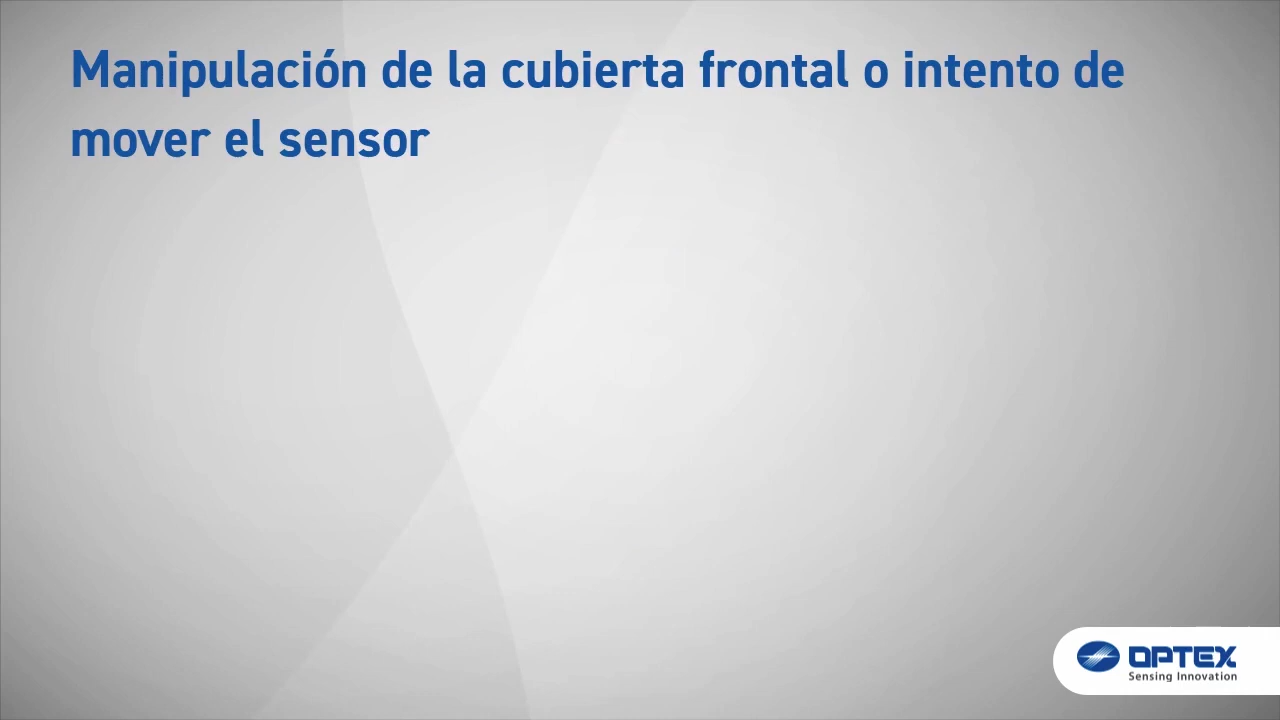 Manipulación de la cubierta frontal o intento de
mover el sensor
OPTEX
Sensing Innovation